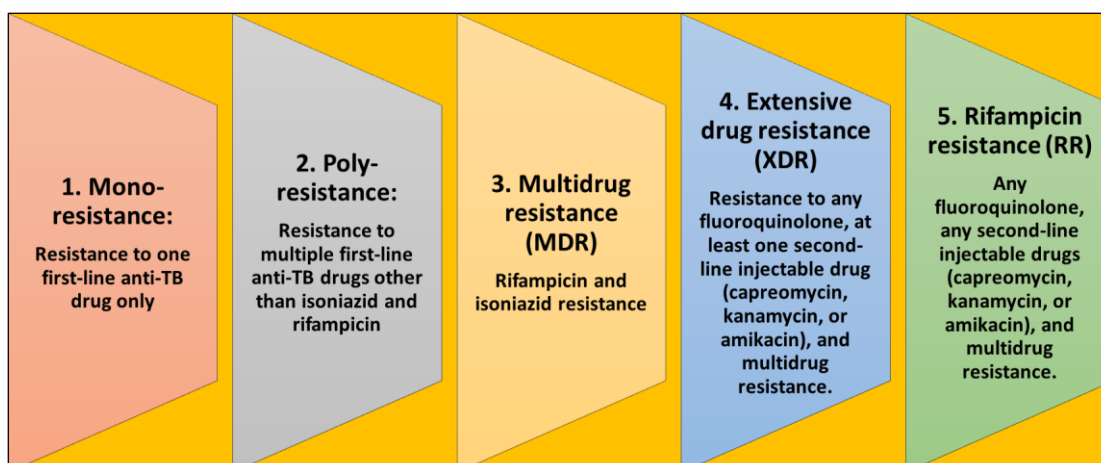 1. Mono-
resistance:
Resistance to one
first-line anti-TB
drug only
2. Poly-
resistance:
Resistance to
multiple first-line
anti-TB drugs other
than isoniazid and
rifampicin
3. Multidrug
resistance
(MDR)
Rifampicin and
isoniazid resistance
4. Extensive
drug resistance
(XDR)
Resistance to any
fluoroquinolone, at
least one second-
line injectable drug
(capreomycin,
kanamycin, or
amikacin), and
multidrug
resistance.
5. Rifampicin
resistance (RR)
Any
fluoroquinolone,
any second-line
injectable drugs
(capreomycin,
kanamycin, or
amikacin), and
multidrug
resistance.